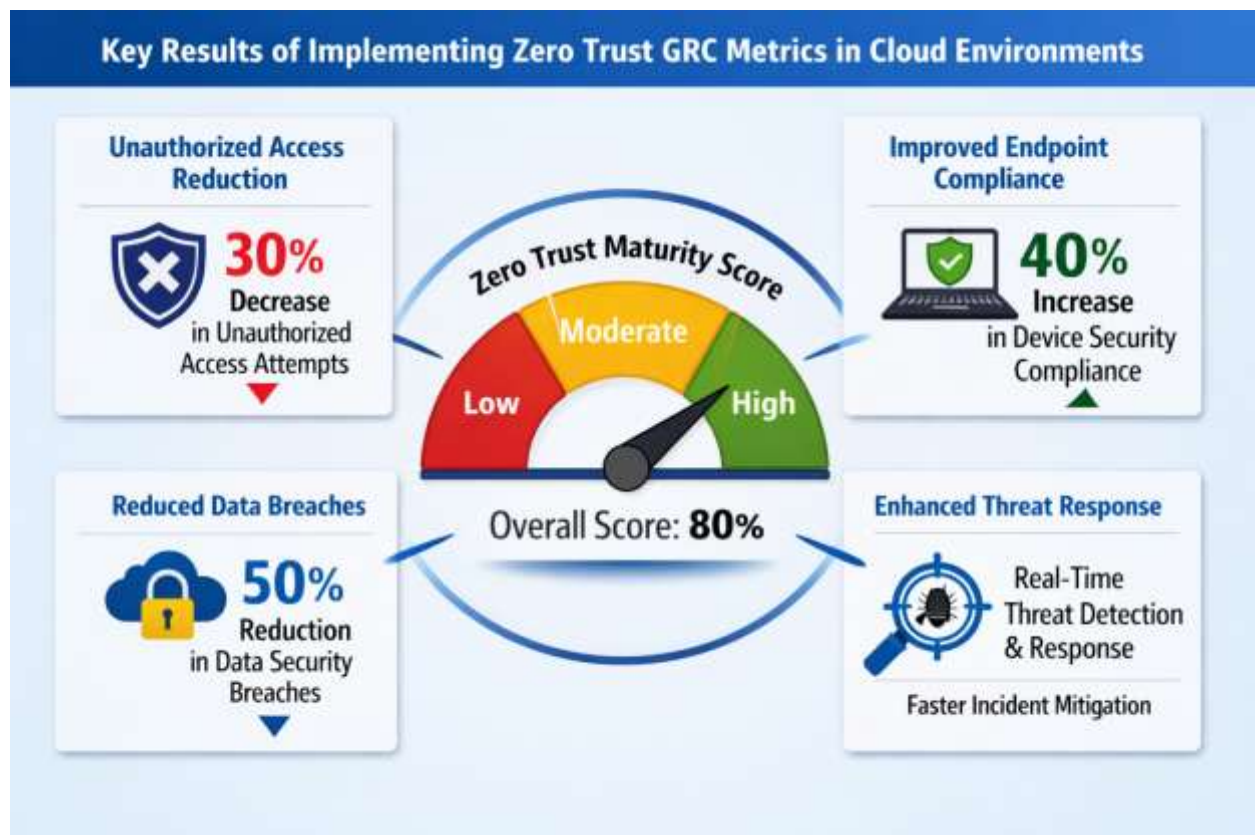 Key Results of Implementing Zero Trust GRC Metrics in Cloud Environments
Unauthorized Access
Reduction
30%
Decrease
in Unauthorized
Access Attempts
Zero Trust Maturity Score
Low
Moderate
High
Overall Score: 80%
Improved Endpoint
Compliance
40%
Increase
in Device Security
Compliance
Reduced Data Breaches
50%
Reduction
in Data Security
Breaches
Enhanced Threat Response
Real-Time
Threat Detection
& Response
Faster Incident Mitigation